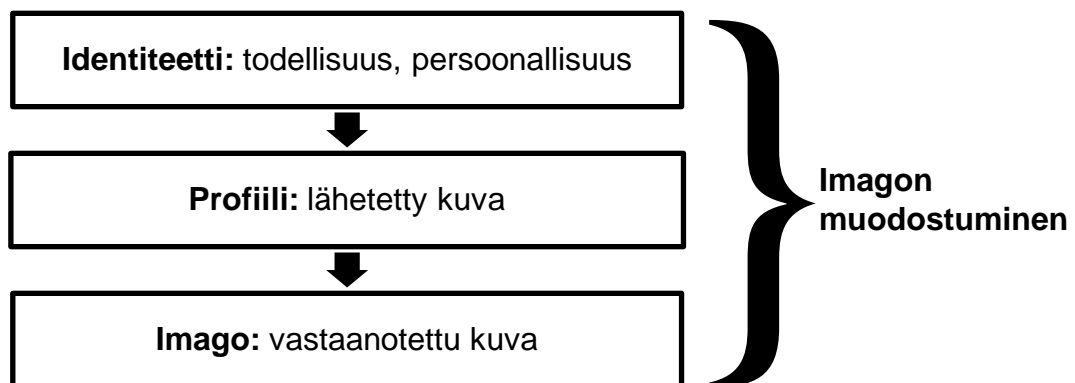 Identiteetti: todellisuus, persoonallisuus
Profiili: lähetetty kuva
Imagon
muodostuminen
Imago: vastaanotettu kuva